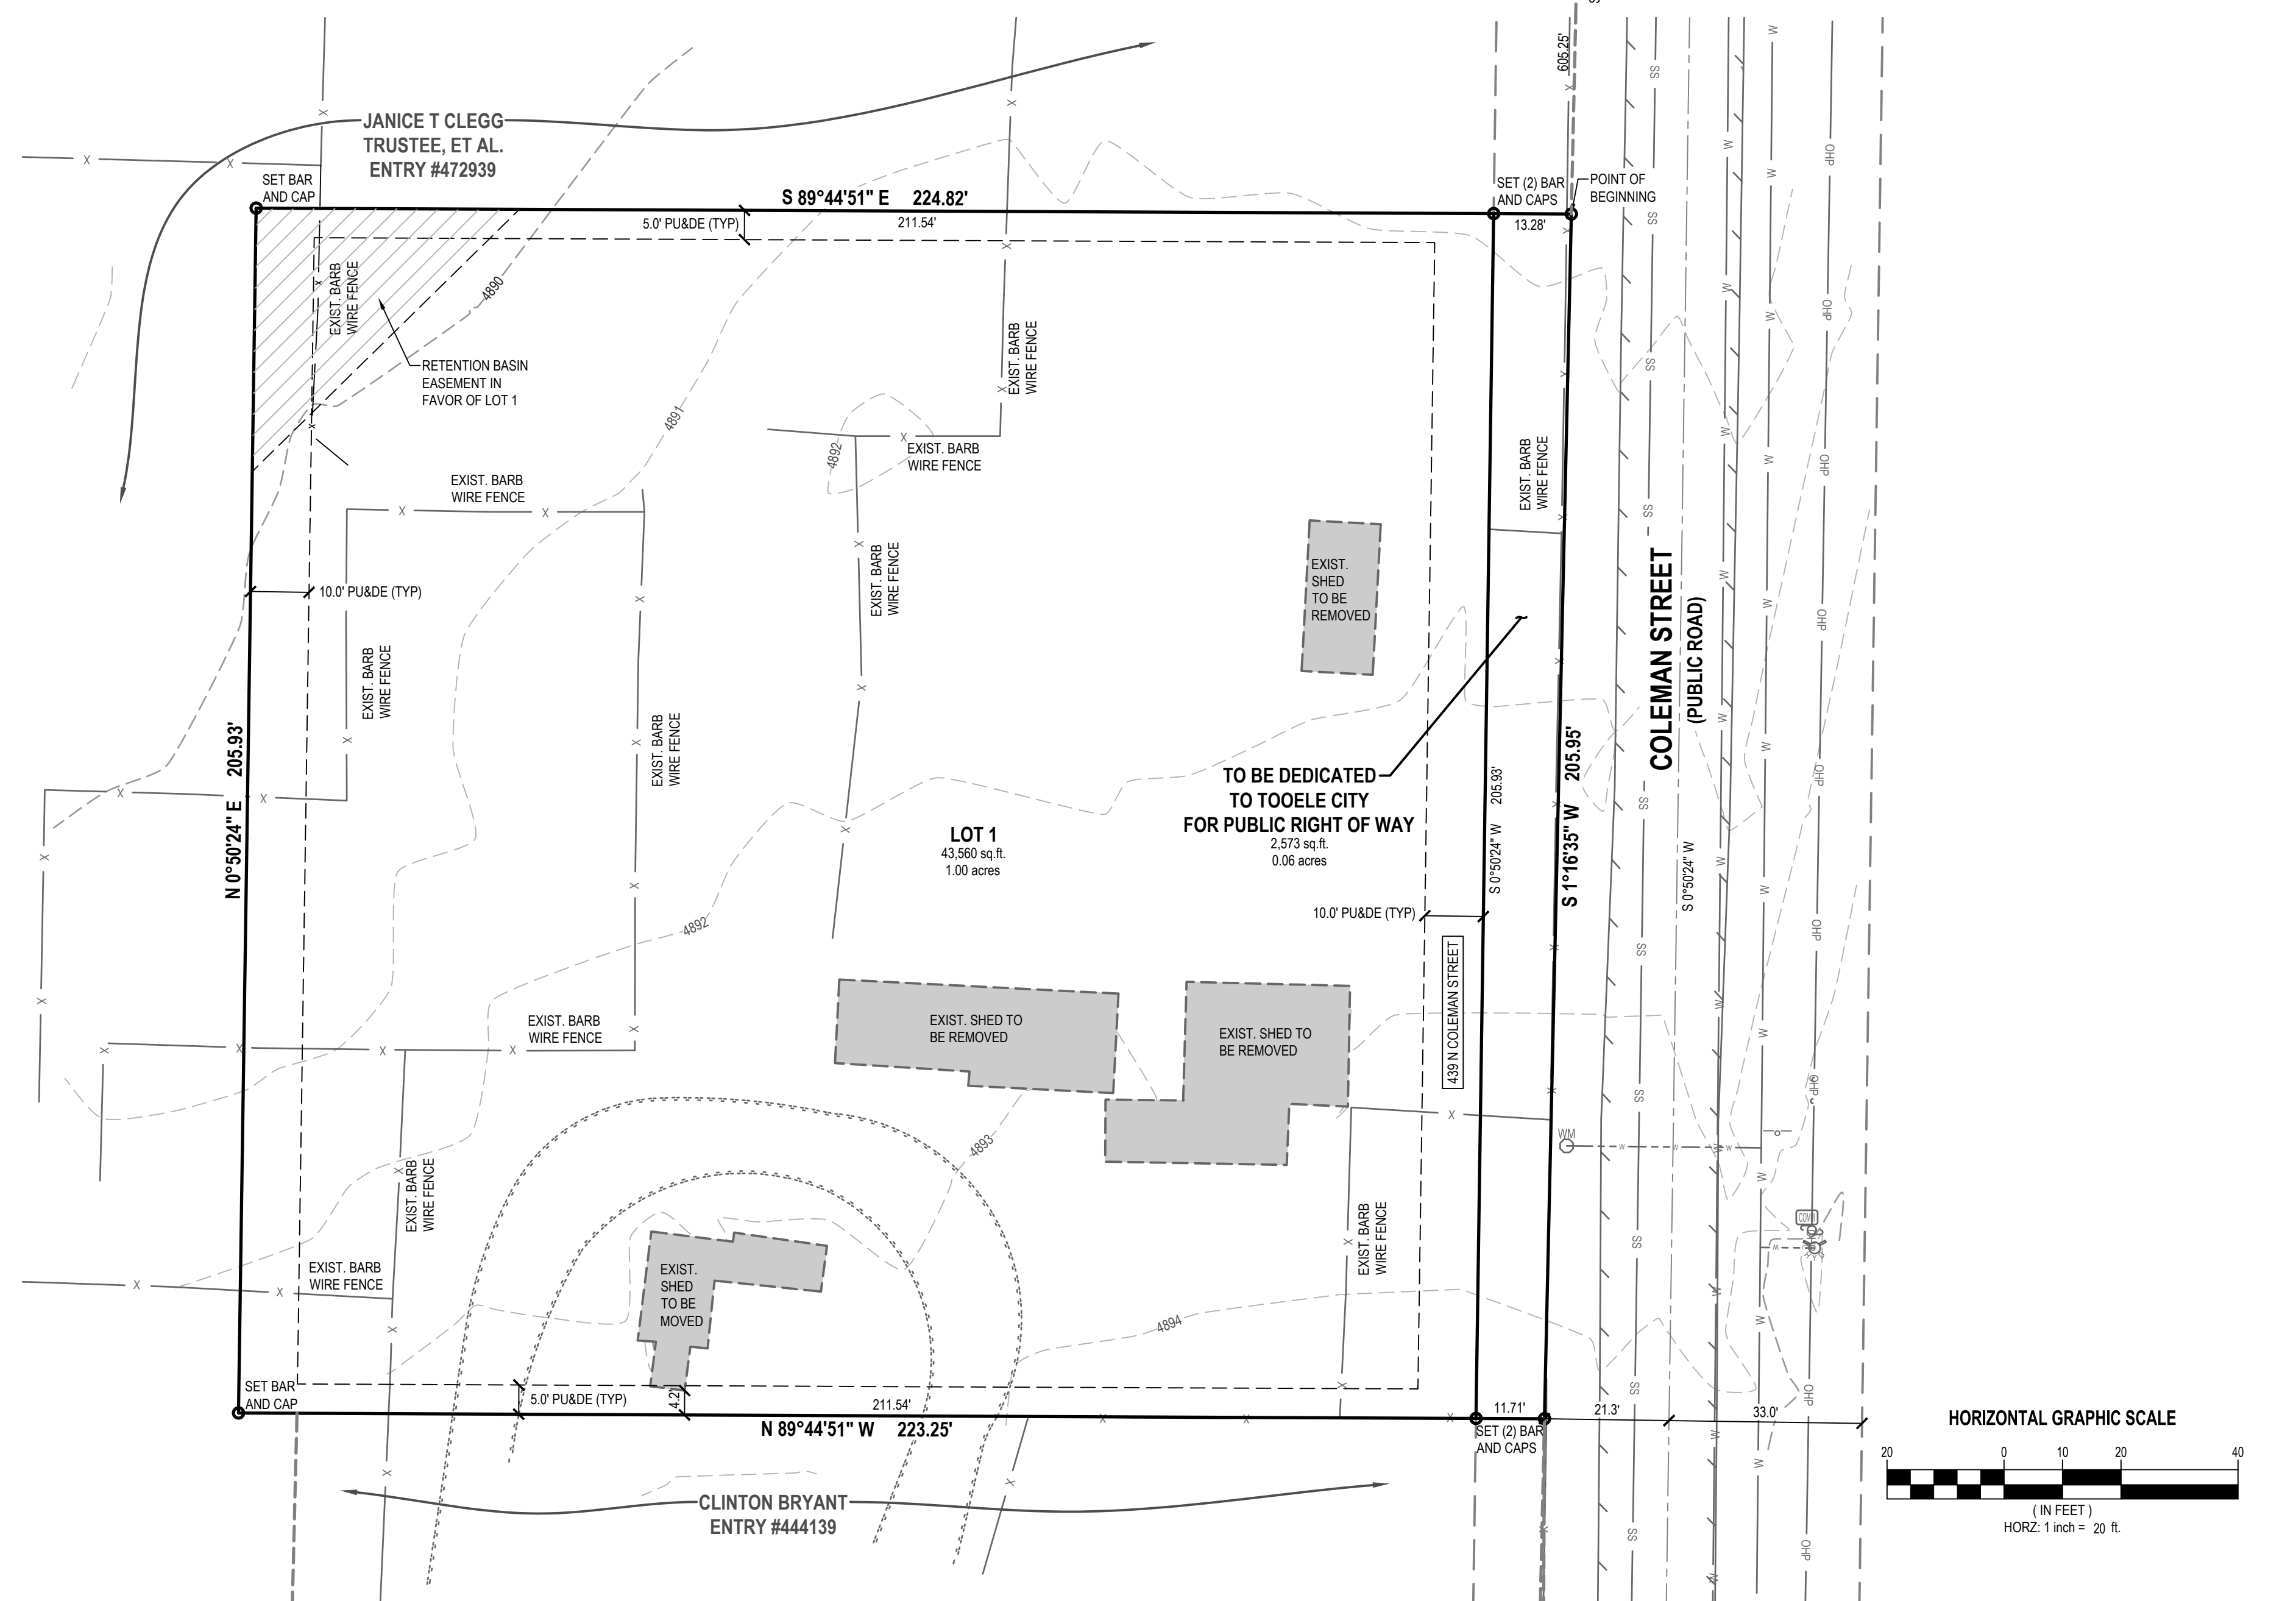 605.25'
JANICE T CLEGG
TRUSTEE, ET AL.
ENTRY #472939
SET BAR
AND CAP
S 89°44'51" E 224.82'
5.0' PU&DE (TYP)
211.54'
SET (2) BAR
AND CAPS
13.28'
POINT OF
BEGINNING
EXIST. BARB
WIRE FENCE
4890
RETENTION BASIN
EASEMENT IN
FAVOR OF LOT 1
EXIST. BARB
WIRE FENCE
4891
4892
EXIST. BARB
WIRE FENCE
EXIST. BARB
WIRE FENCE
EXIST. BARB
WIRE FENCE
EXIST. BARB
WIRE FENCE
EXIST.
SHED
TO BE
REMOVED
10.0' PU&DE (TYP)
EXIST. BARB
WIRE FENCE
EXIST. BARB
WIRE FENCE
COLEMAN STREET
(PUBLIC ROAD)
N 0°50'24" E 205.93'
TO BE DEDICATED
TO TOOELE CITY
FOR PUBLIC RIGHT OF WAY
2,573 sq.ft.
0.06 acres
LOT 1
43,560 sq.ft.
1.00 acres
S 0°50'24" W 205.93'
S 1°16'35" W 205.95'
S 0°50'24" W
10.0' PU&DE (TYP)
4892
439 N COLEMAN STREET
EXIST. BARB
WIRE FENCE
EXIST. SHED TO
BE REMOVED
EXIST. SHED TO
BE REMOVED
4893
WM
EXIST. BARB
WIRE FENCE
EXIST. BARB
WIRE FENCE
EXIST. BARB
WIRE FENCE
EXIST.
SHED
TO BE
MOVED
4894
COMM
SET BAR
AND CAP
5.0' PU&DE (TYP)
4.2'
211.54'
N 89°44'51" W 223.25'
11.71'
SET (2) BAR
AND CAPS
21.3'
33.0'
CLINTON BRYANT
ENTRY #444139
HORIZONTAL GRAPHIC SCALE
20 0 10 20 40
( IN FEET )
HORZ: 1 inch = 20 ft.
SS
W
OHP
X